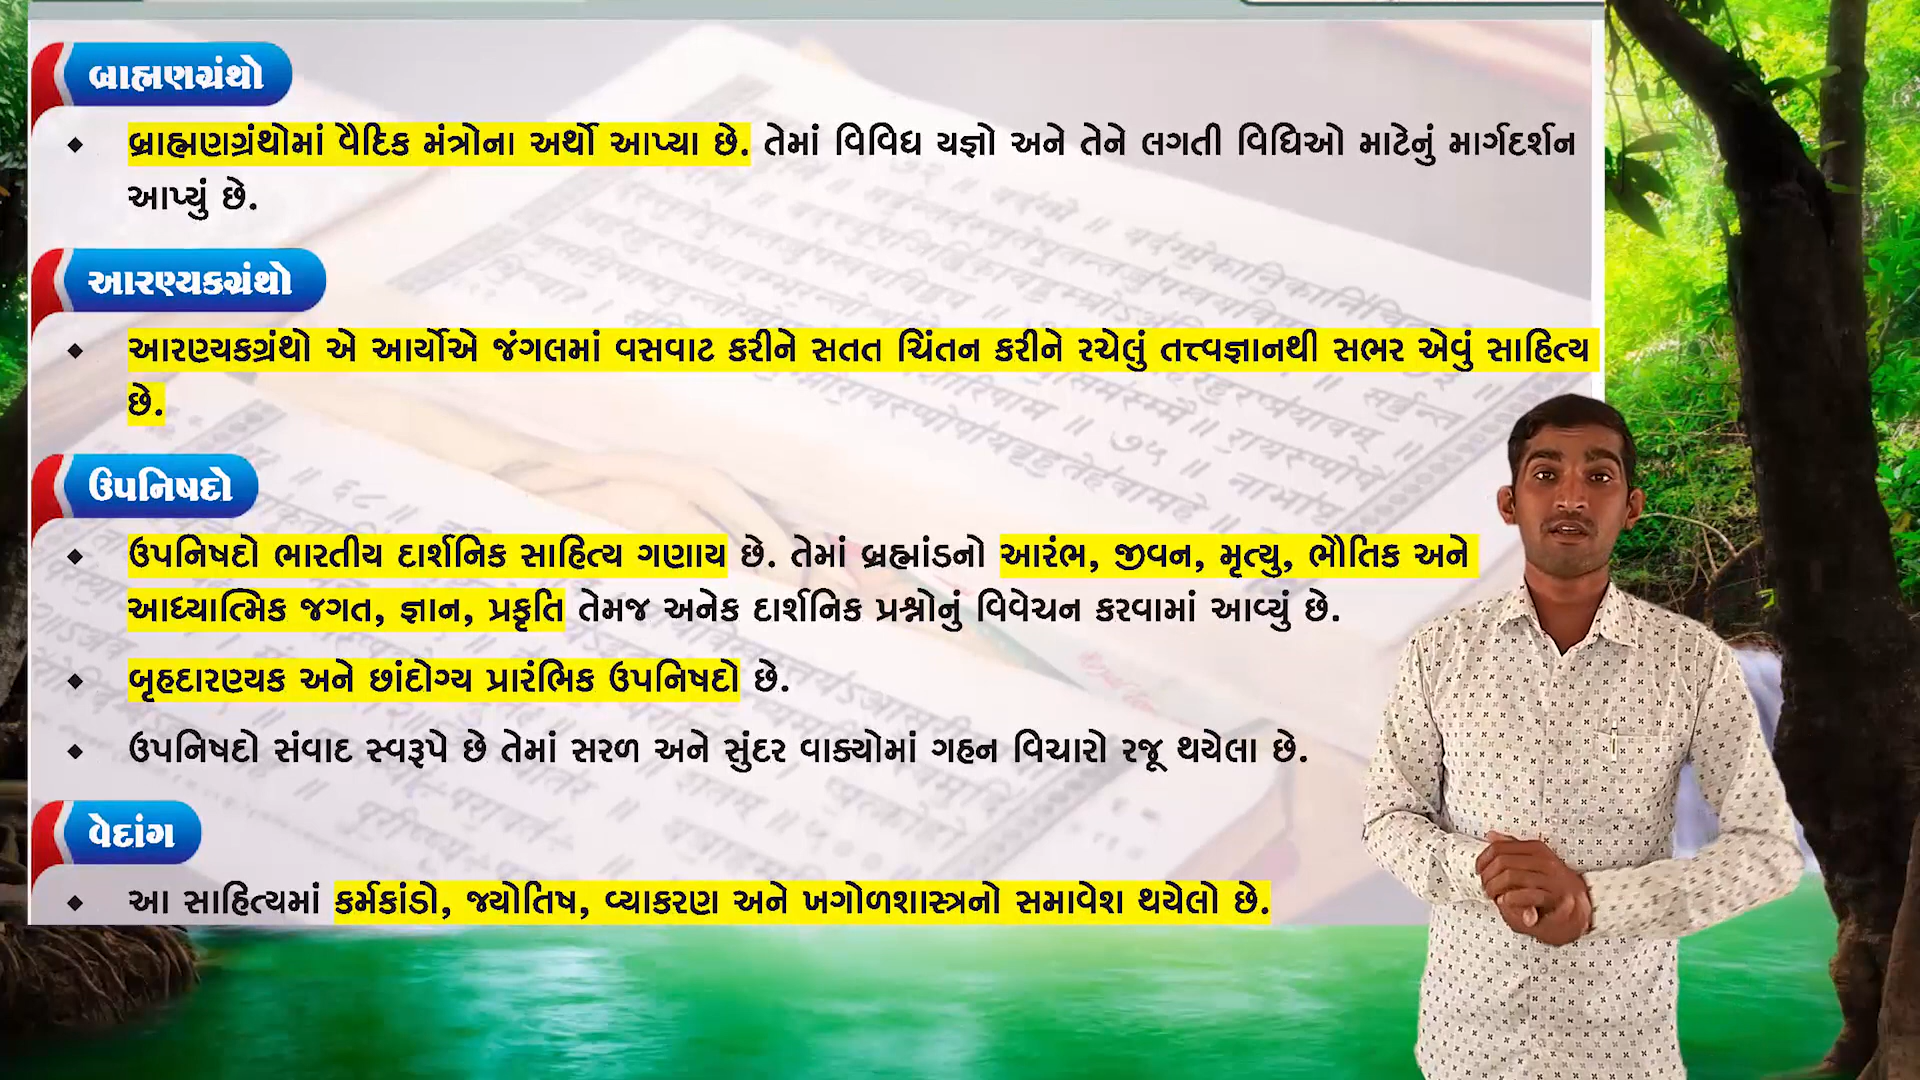 બ્રાહ્મણગ્રંથો
બ્રાહ્મણગ્રંથોમાં વૈદિક મંત્રોના અર્થો આપ્યા છે. તેમાં વિવિધ યજ્ઞો અને તેને લગતી વિધિઓ માટેનું માર્ગદર્શન
આપ્યું છે.
આરણ્યકગ્રંથો
આરણ્યકગ્રંથો એ આર્યોએ જંગલમાં વસવાટ કરીને સતત ચિંતન કરીને રચેલું તત્ત્વજ્ઞાનથી સભર એવું સાહિત્ય
છે.
ઉપનિષદો
ઉપનિષદો ભારતીય દાર્શનિક સાહિત્ય ગણાય છે. તેમાં બ્રહ્માંડનો આરંભ, જીવન, મૃત્યુ, ભૌતિક અને
આધ્યાત્મિક જગત, જ્ઞાન, પ્રકૃતિ તેમજ અનેક દાર્શનિક પ્રશ્નોનું વિવેચન કરવામાં આવ્યું છે.
બૃહદારણ્યક અને છાંદોગ્ય પ્રારંભિક ઉપનિષદો છે.
ઉપનિષદો સંવાદ સ્વરૂપે છે તેમાં સરળ અને સુંદર વાક્યોમાં ગહન વિચારો રજૂ થયેલા છે.
વેદાંગ
આ સાહિત્યમાં કર્મકાંડો, જ્યોતિષ, વ્યાકરણ અને ખગોળશાસ્ત્રનો સમાવેશ થયેલો છે.